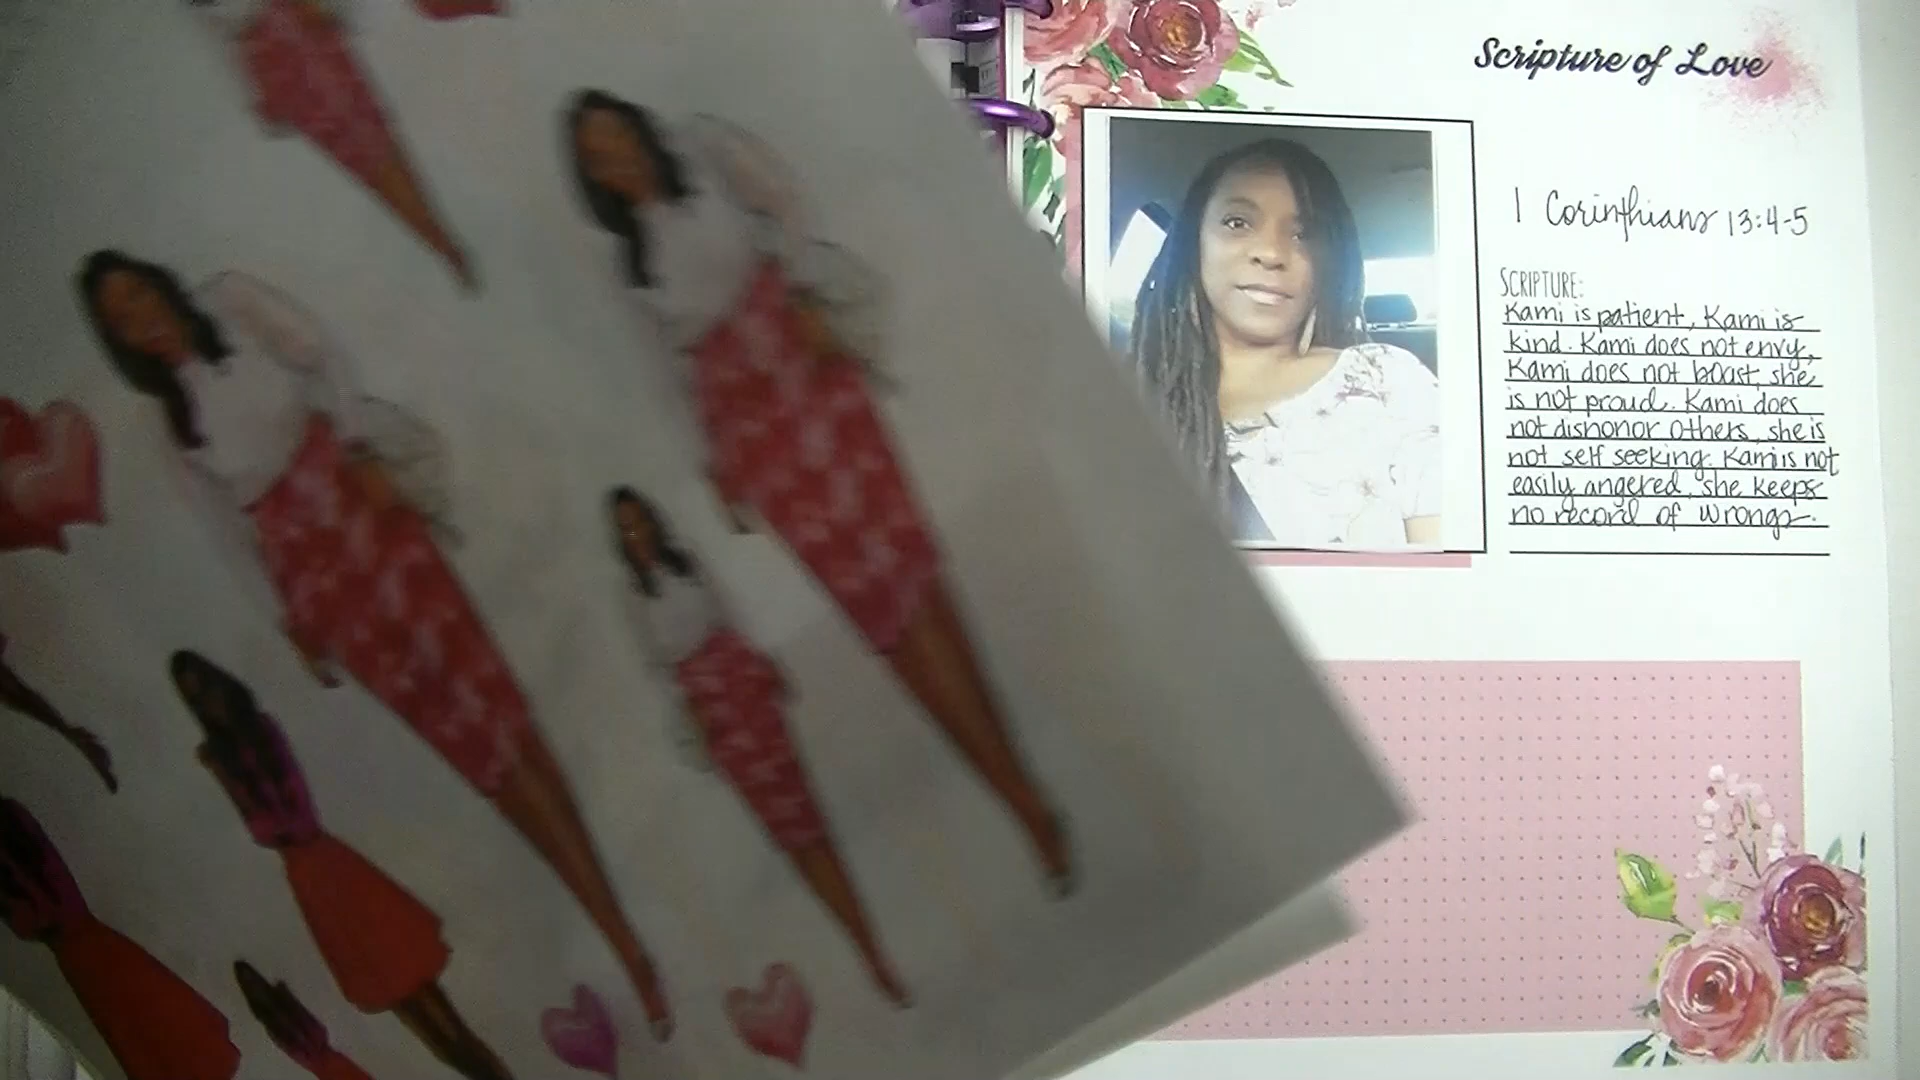 Scripture of Love
1 Corinthians 13:4-5
SCRIPTURE:
Kami is patient, Kami is
kind. Kami does not envy,
Kami does not boast, she
is not proud. Kami does
not dishonor others, she is
not self seeking. Kami is not
easily angered, she keeps
no record of wrongs.